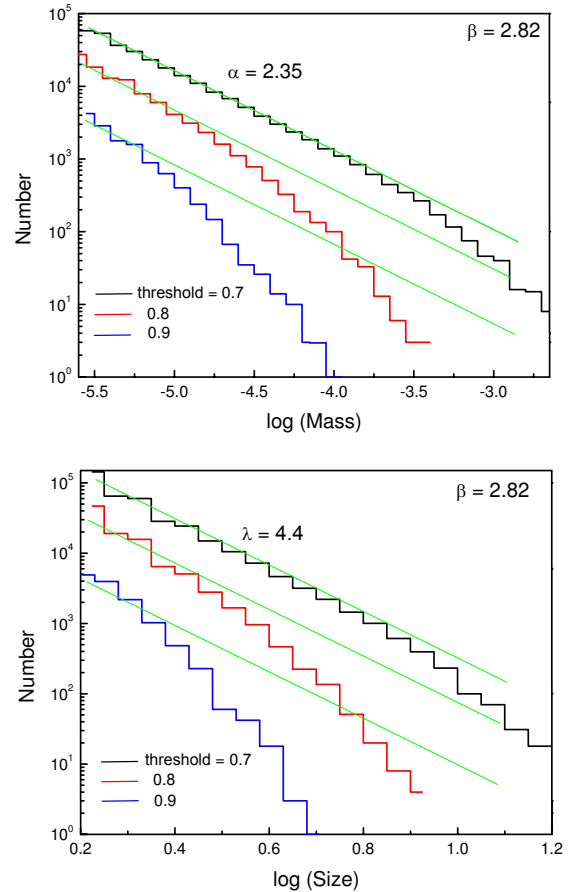 10^5
β = 2.82
α = 2.35
10^4
10^3
Number
10^2
threshold = 0.7
10^1
0.8
0.9
10^0
-5.5 -5.0 -4.5 -4.0 -3.5 -3.0
log (Mass)
10^5
β = 2.82
λ = 4.4
10^4
10^3
Number
10^2
threshold = 0.7
10^1
0.8
0.9
10^0
0.2 0.4 0.6 0.8 1.0 1.2
log (Size)